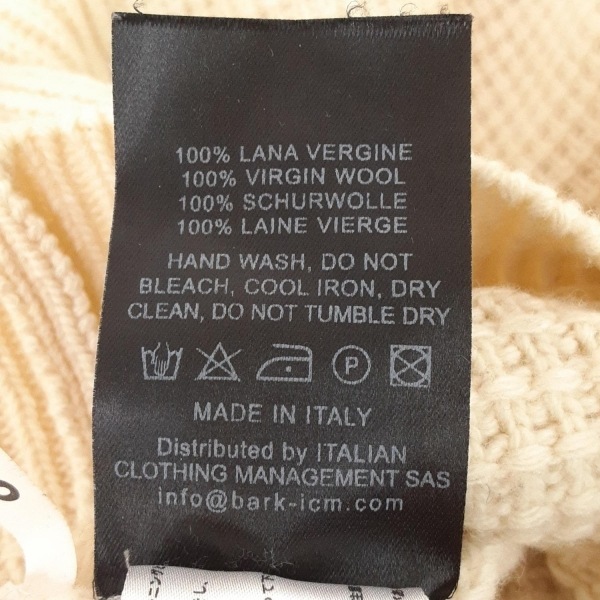 100% LANA VERGINE
100% VIRGIN WOOL
100% SCHURWOLLE
100% LAINE VIERGE
HAND WASH, DO NOT
BLEACH, COOL IRON, DRY
CLEAN, DO NOT TUMBLE DRY
P
MADE IN ITALY
Distributed by ITALIAN
CLOTHING MANAGEMENT SAS
info@bark-icm.com